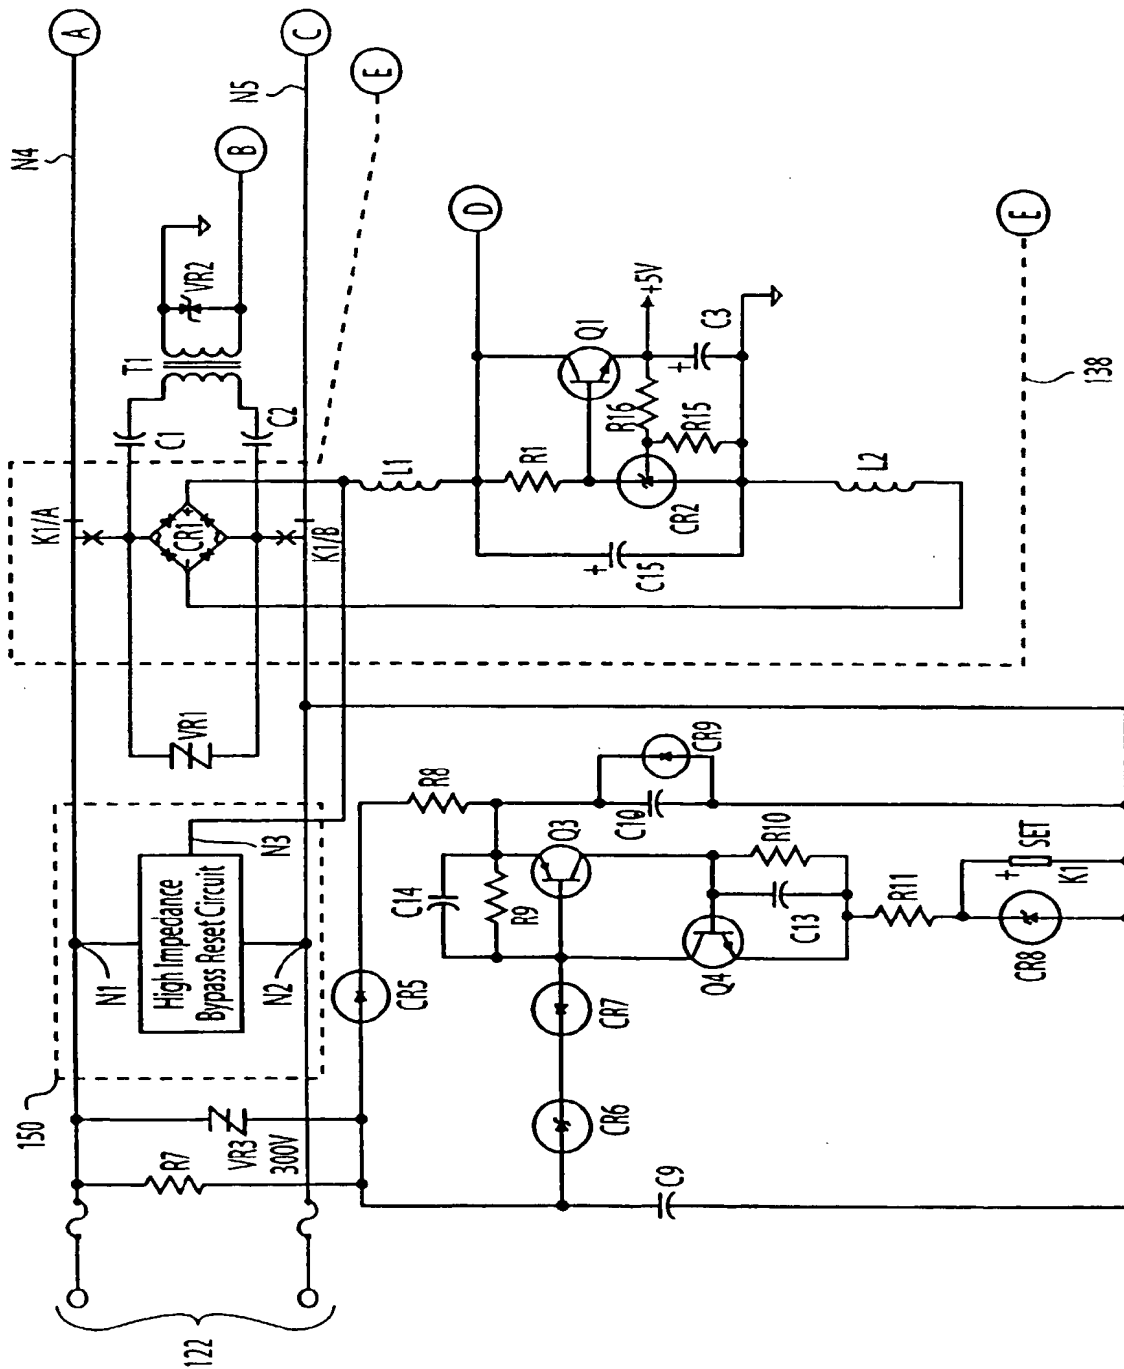 122
150
R7
VR3
300V
N1
High Impedance
Bypass Reset Circuit
N2
N3
VR1
K1/A
CR1
+
-
K1/B
C1
C2
T1
VR2
N4
N5
A
B
C
E
CR5
R8
C14
R9
Q3
C10
CR9
CR6
CR7
Q4
C13
R10
R11
+
SET
K1
CR8
C9
L1
R1
+
C15
CR2
R16
R15
Q1
+5V
+
C3
L2
D
E
138